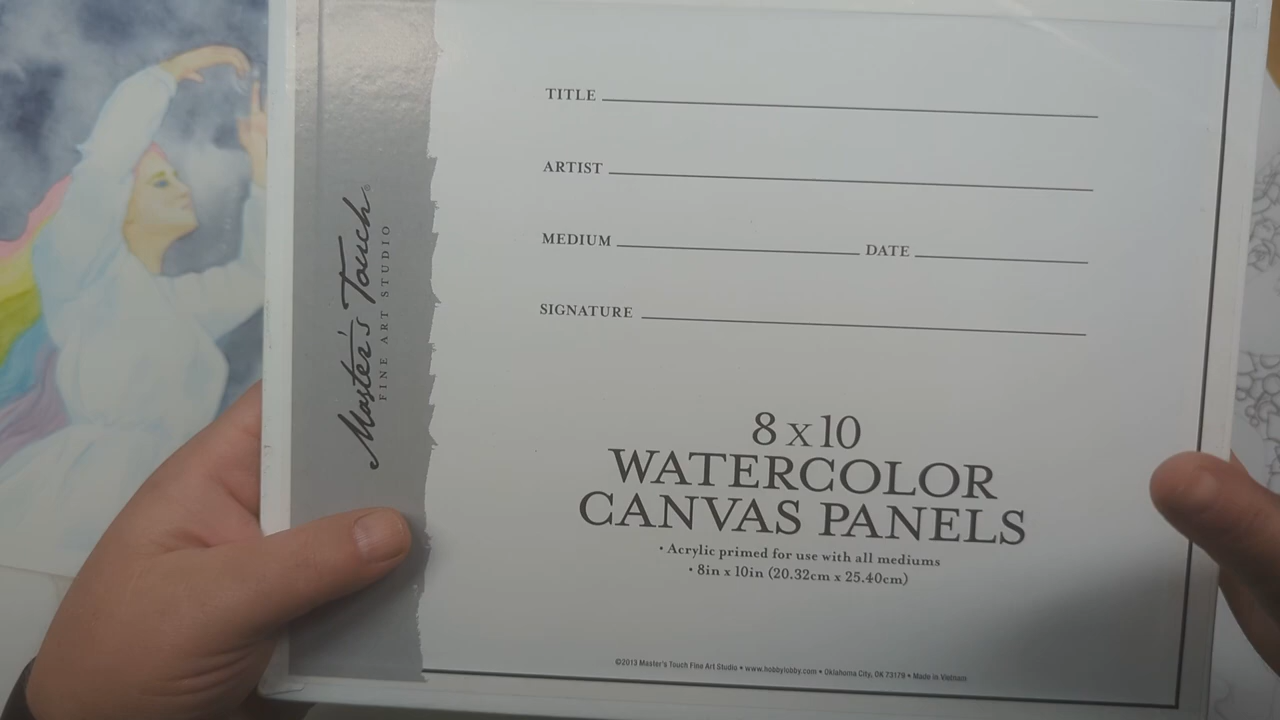 Master's Touch®
FINE ART STUDIO
TITLE
ARTIST
MEDIUM DATE
SIGNATURE
8 x 10
WATERCOLOR
CANVAS PANELS
• Acrylic primed for use with all mediums
• 8in x 10in (20.32cm x 25.40cm)
©2013 Master's Touch Fine Art Studio • www.hobbylobby.com • Oklahoma City, OK 73179 • Made in Vietnam